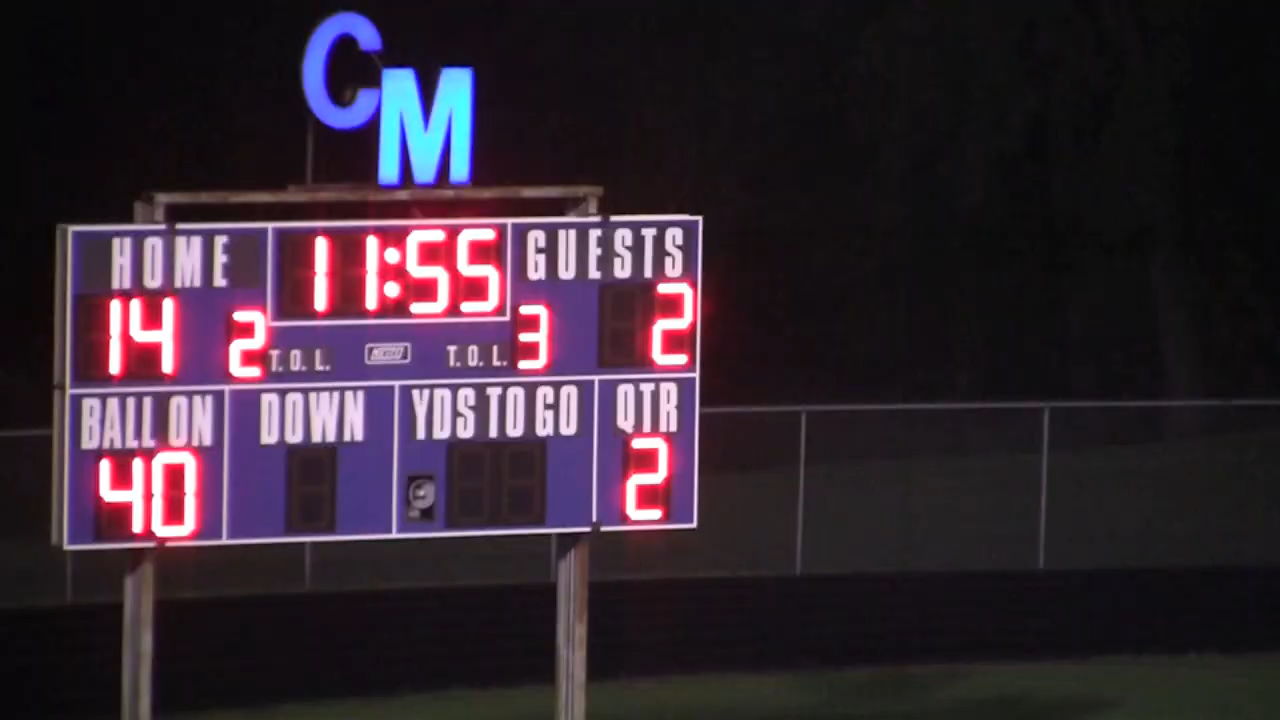 CM
HOME 11:55 GUESTS
14 2 T.O.L. T.O.L. 3 2
BALL ON DOWN YDS TO GO QTR
40 2